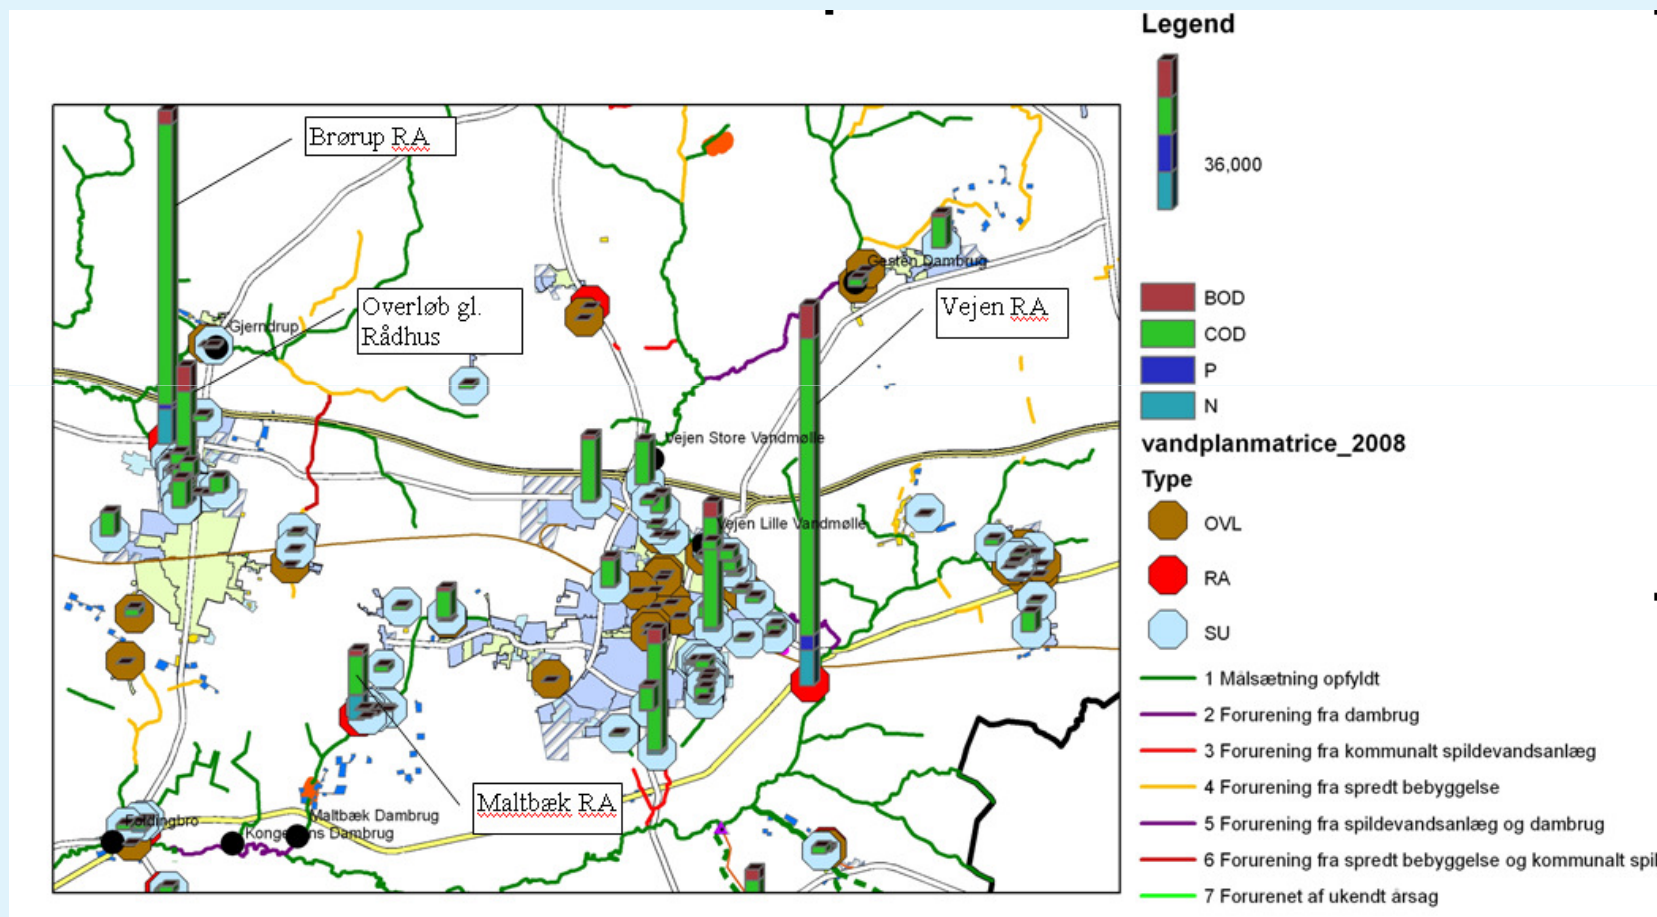 Legend
36,000
BOD
COD
P
N
vandplanmatrice_2008
Type
OVL
RA
SU
1 Målsætning opfyldt
2 Forurening fra dambrug
3 Forurening fra kommunalt spildevandsanlæg
4 Forurening fra spredt bebyggelse
5 Forurening fra spildevandsanlæg og dambrug
6 Forurening fra spredt bebyggelse og kommunalt spil
7 Forurenet af ukendt årsag
Brørup RA
Overløb gl.
Rådhus
Gjerndrup
Gesten Dambrug
Vejen RA
Vejen Store Vandmølle
Vejen Lille Vandmølle
Maltbæk RA
Maltbæk Dambrug
Dambrug